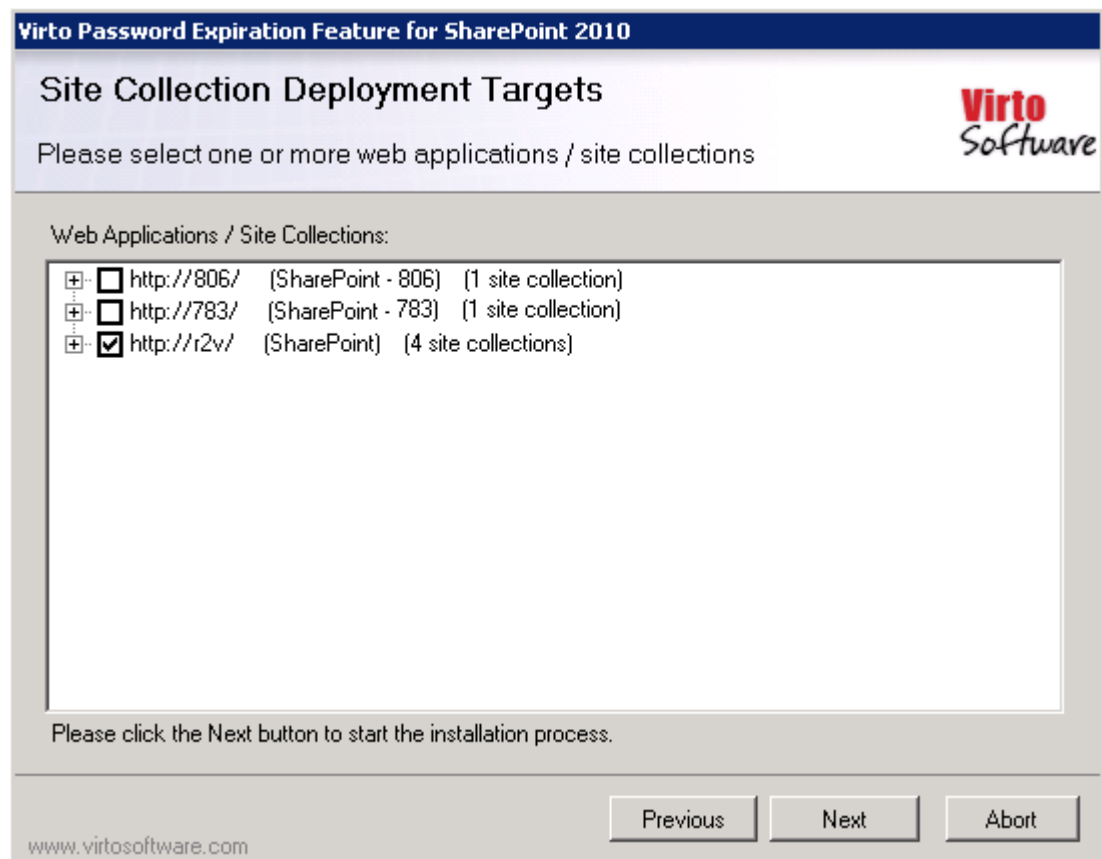 Virto Password Expiration Feature for SharePoint 2010
Site Collection Deployment Targets
Please select one or more web applications / site collections
Virto
Software
Web Applications / Site Collections:
http://806/ (SharePoint - 806) (1 site collection)
http://783/ (SharePoint - 783) (1 site collection)
http://r2v/ (SharePoint) (4 site collections)
Please click the Next button to start the installation process.
Previous Next Abort
www.virtosoftware.com